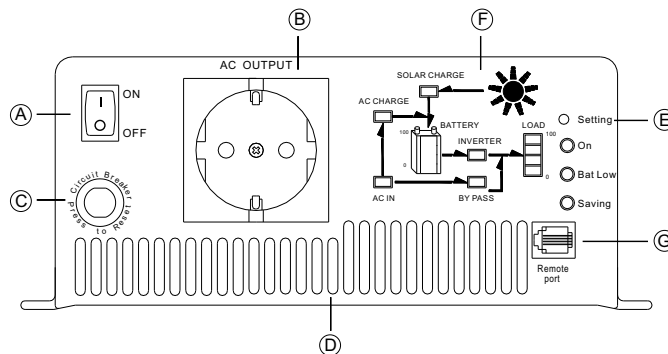 B
F
AC OUTPUT
SOLAR CHARGE
A
ON
OFF
AC CHARGE
BATTERY
INVERTER
LOAD
100
0
100
0
Setting
E
On
Bat Low
Saving
C
Circuit Breaker
Press to Reset
AC IN
BY PASS
G
Remote
port
D